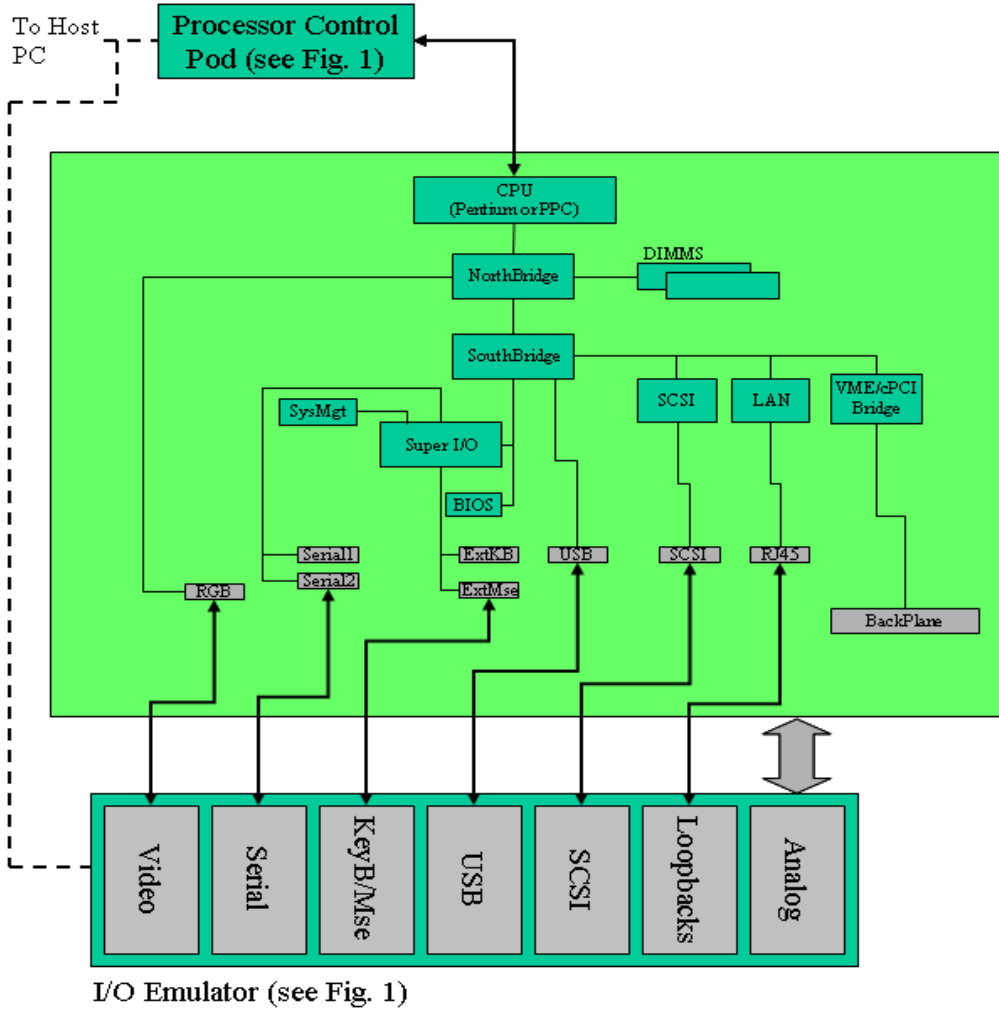 To Host
PC
Processor Control
Pod (see Fig. 1)
CPU
(Pentium or PPC)
NorthBridge
DIMMS
SouthBridge
SysMgt
Super I/O
SCSI
LAN
VME/cPCI
Bridge
BIOS
Serial1
Serial2
ExtKB
ExtMse
USB
SCSI
RJ45
RGB
BackPlane
Video
Serial
KeyB/Mse
USB
SCSI
Loopbacks
Analog
I/O Emulator (see Fig. 1)